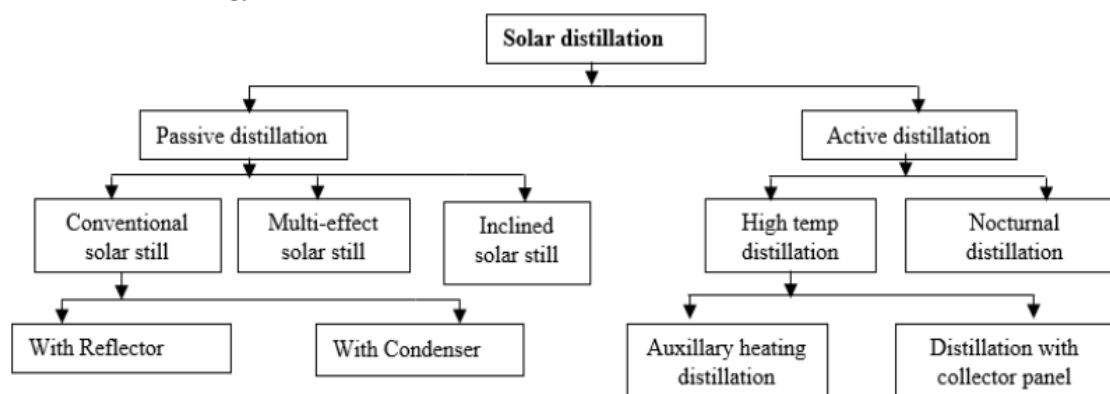 Solar distillation
Passive distillation
Active distillation
Conventional
solar still
Multi-effect
solar still
Inclined
solar still
High temp
distillation
Nocturnal
distillation
With Reflector
With Condenser
Auxillary heating
distillation
Distillation with
collector panel